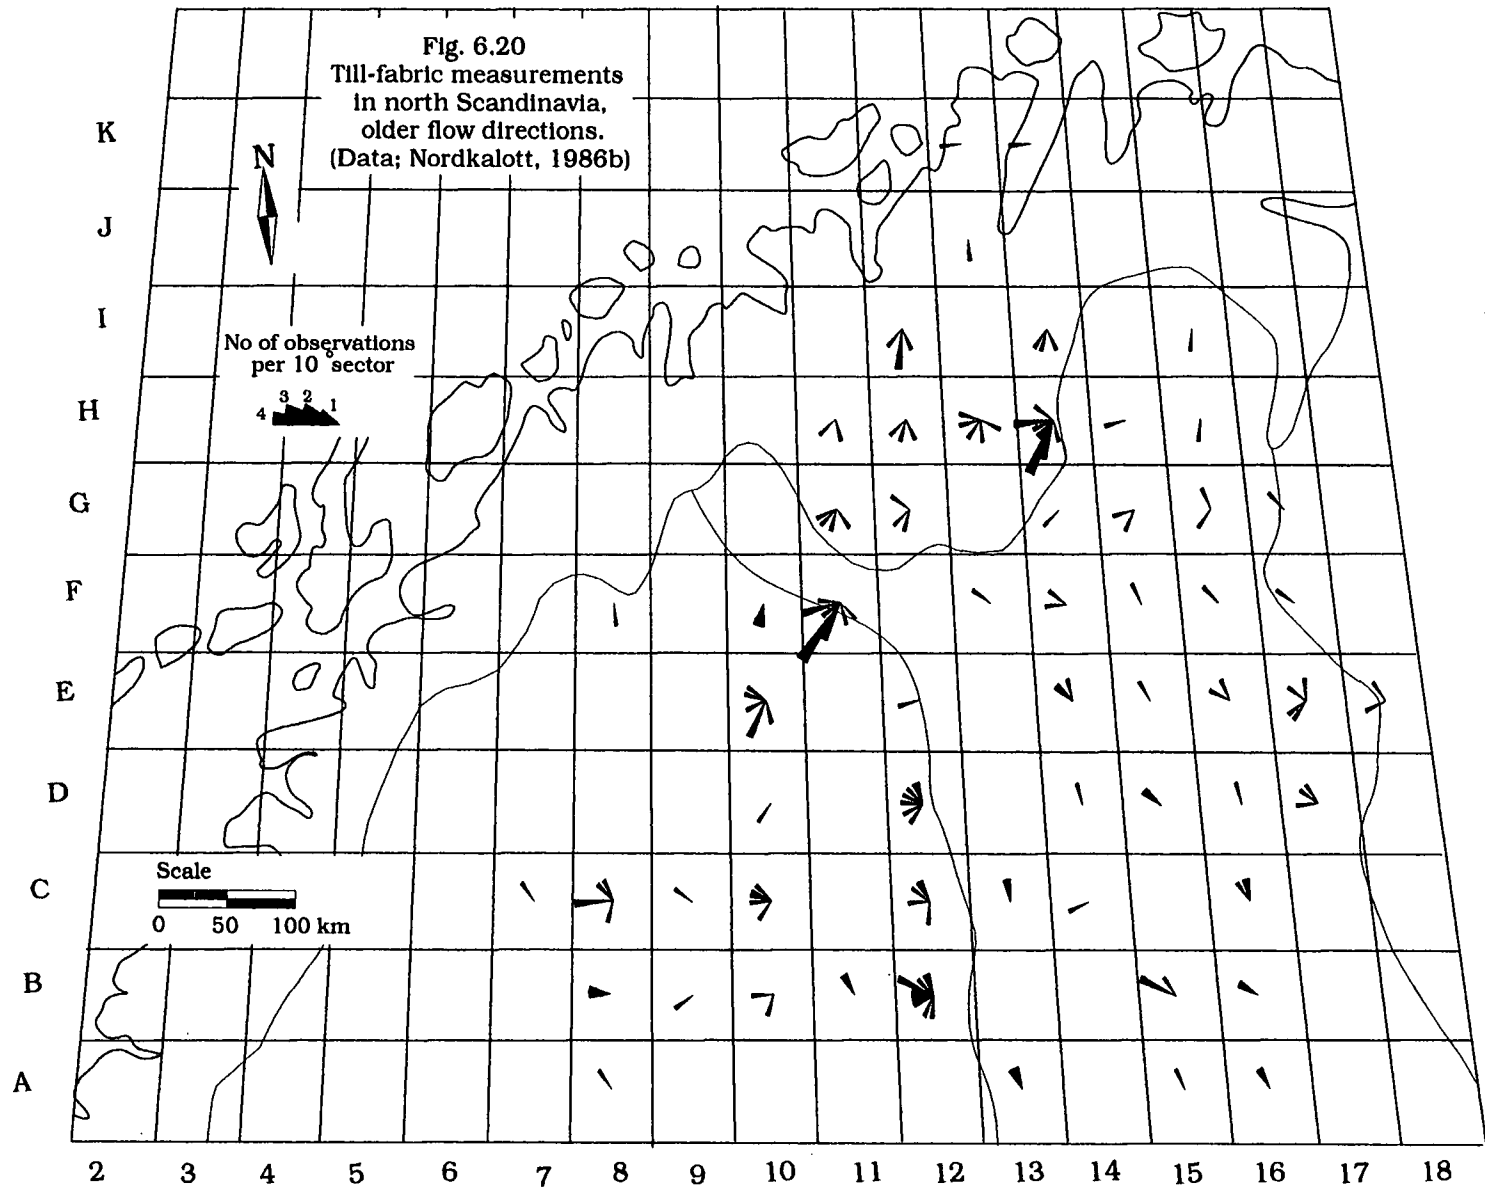 Fig. 6.20
Till-fabric measurements
in north Scandinavia,
older flow directions.
(Data; Nordkalott, 1986b)
N
No of observations
per 10° sector
4 3 2 1
Scale
0 50 100 km
K
J
I
H
G
F
E
D
C
B
A
2 3 4 5 6 7 8 9 10 11 12 13 14 15 16 17 18